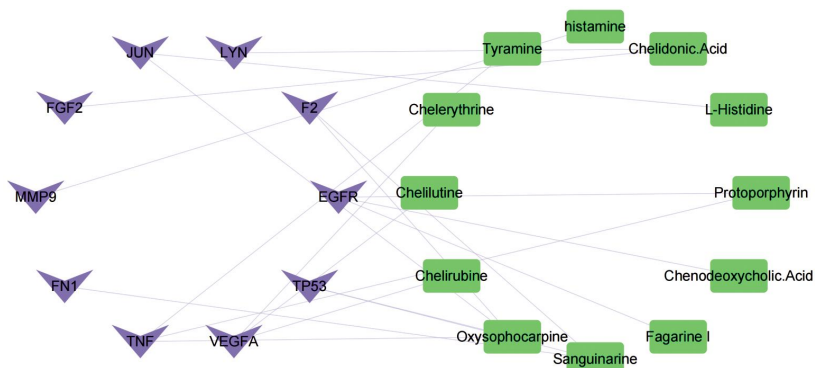 histamine
JUN LYN Tyramine Chelidonic.Acid
FGF2 F2 Chelerythrine L-Histidine
MMP9 EGFR Chelilutine Protoporphyrin
FN1 TP53 Chelirubine Chenodeoxycholic.Acid
TNF VEGFA Oxysophocarpine Fagarine I
Sanguinarine